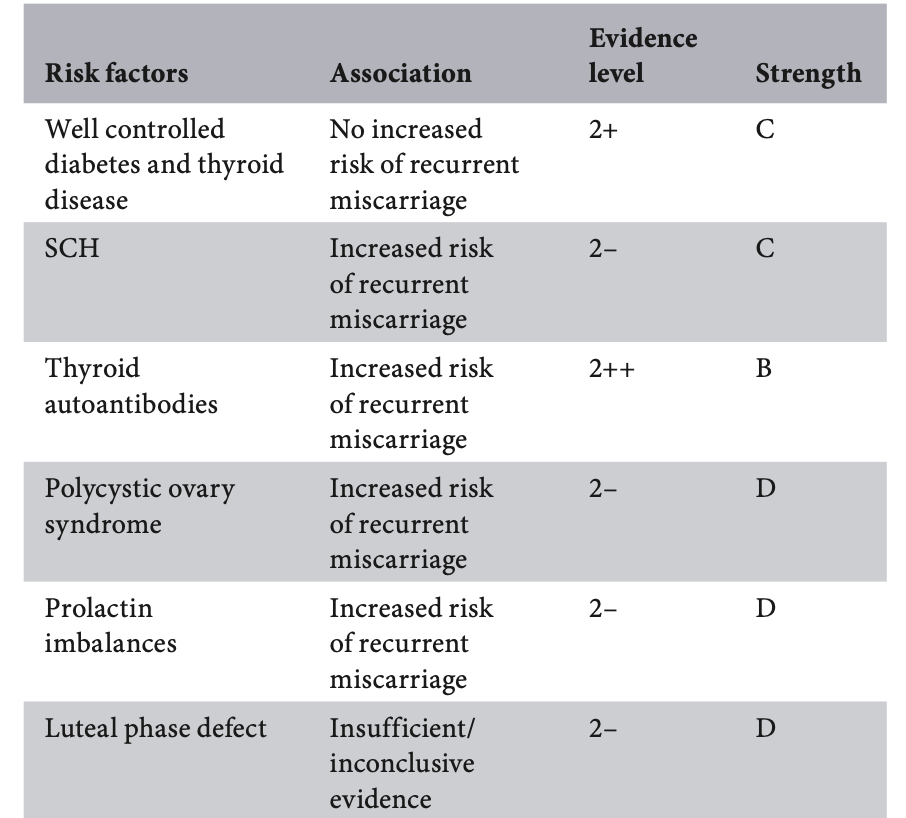 Risk factors Association Evidence level Strength
Well controlled No increased 2+ C
diabetes and thyroid risk of recurrent
disease miscarriage
SCH Increased risk 2– C
of recurrent
miscarriage
Thyroid Increased risk 2++ B
autoantibodies of recurrent
miscarriage
Polycystic ovary Increased risk 2– D
syndrome of recurrent
miscarriage
Prolactin Increased risk 2– D
imbalances of recurrent
miscarriage
Luteal phase defect Insufficient/ 2– D
inconclusive
evidence